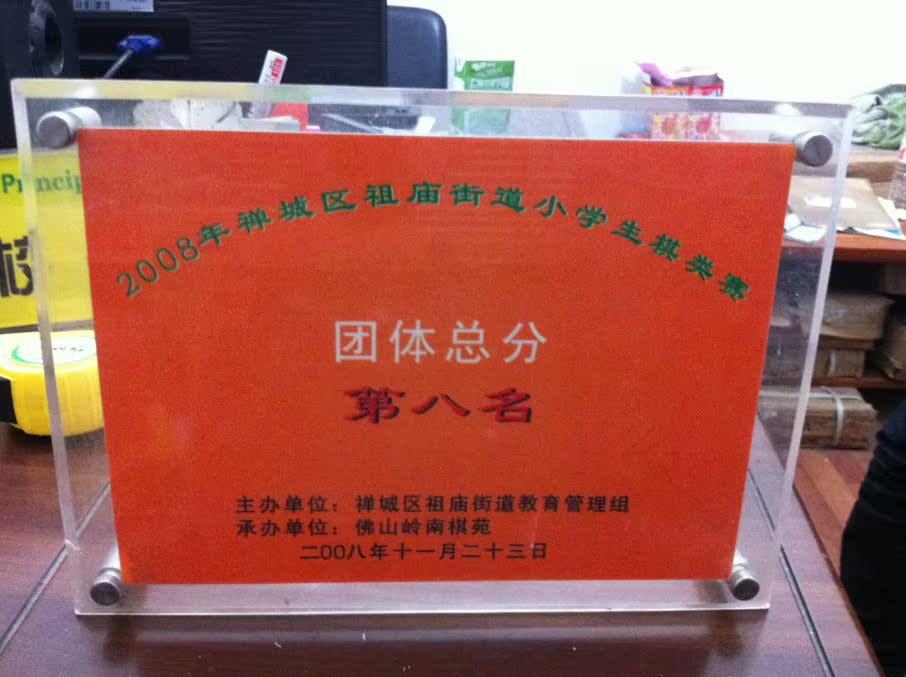 2008年禅城区祖庙街道小学生棋类赛
团体总分
第八名
主办单位：禅城区祖庙街道教育管理组
承办单位：佛山岭南棋苑
二00八年十一月二十三日
Princip
校